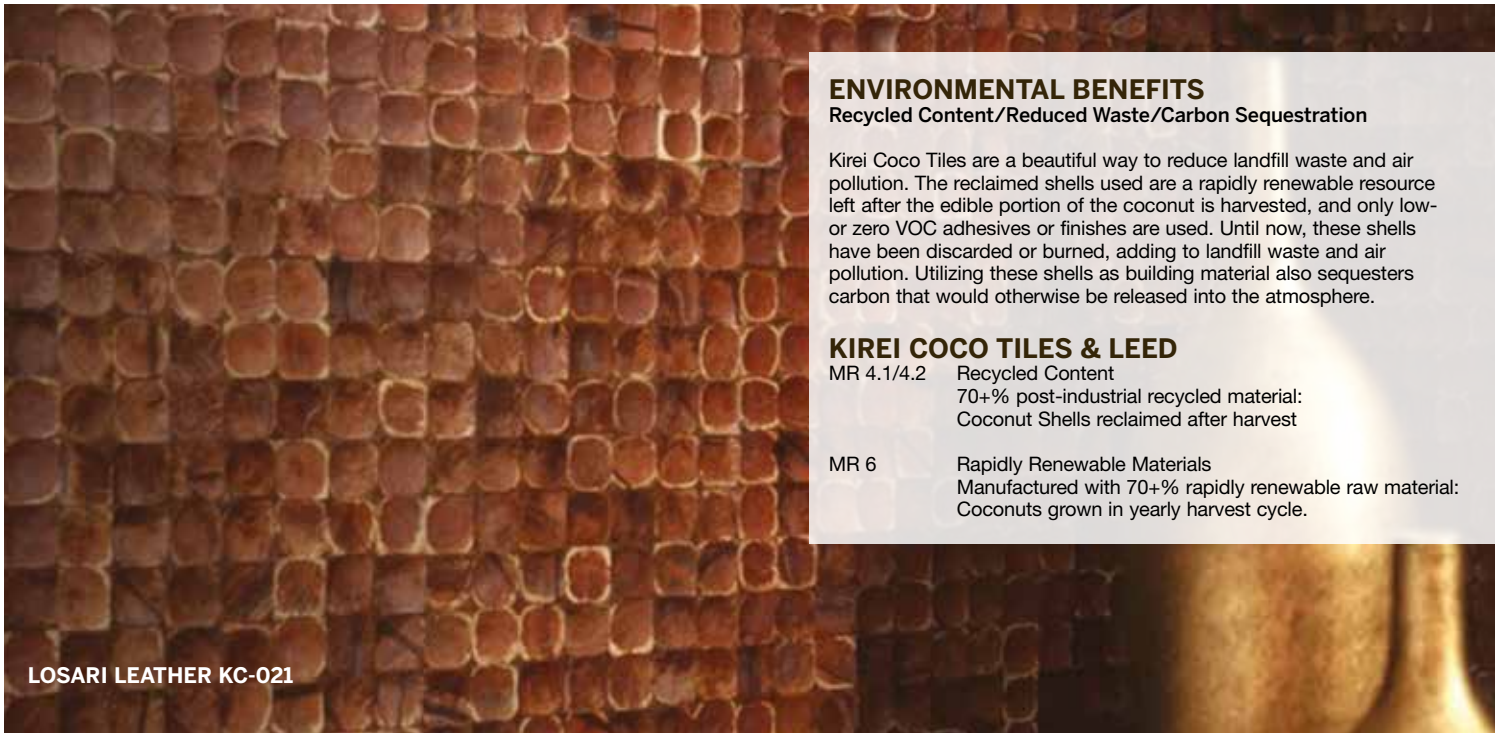 ENVIRONMENTAL BENEFITS
Recycled Content/Reduced Waste/Carbon Sequestration
Kirei Coco Tiles are a beautiful way to reduce landfill waste and air
pollution. The reclaimed shells used are a rapidly renewable resource
left after the edible portion of the coconut is harvested, and only low-
or zero VOC adhesives or finishes are used. Until now, these shells
have been discarded or burned, adding to landfill waste and air
pollution. Utilizing these shells as building material also sequesters
carbon that would otherwise be released into the atmosphere.
KIREI COCO TILES & LEED
MR 4.1/4.2 Recycled Content
70+% post-industrial recycled material:
Coconut Shells reclaimed after harvest
MR 6 Rapidly Renewable Materials
Manufactured with 70+% rapidly renewable raw material:
Coconuts grown in yearly harvest cycle.
LOSARI LEATHER KC-021